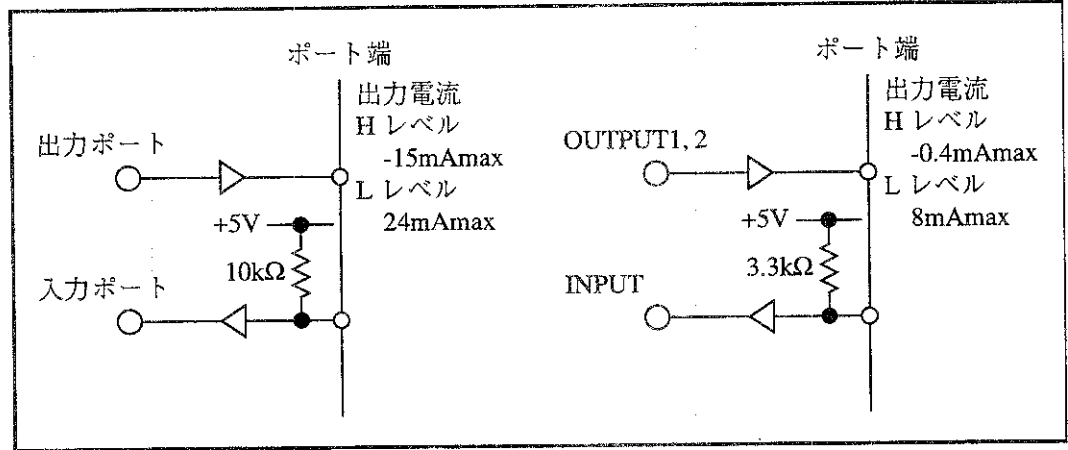 ポート端
出力電流
H レベル
-15mAmax
L レベル
24mAmax
出力ポート
+5V
10kΩ
入力ポート
ポート端
出力電流
H レベル
-0.4mAmax
L レベル
8mAmax
OUTPUT1, 2
+5V
3.3kΩ
INPUT